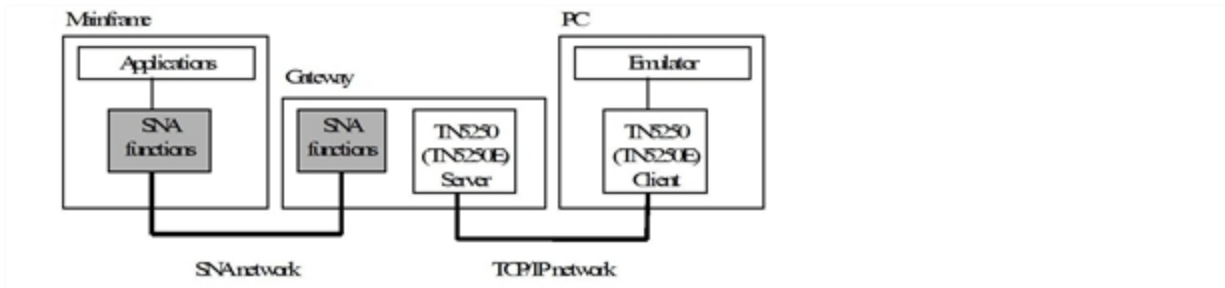 Mainframe
Applications
SNA
functions
Gateway
SNA
functions
TN5250
(TN5250E)
Server
PC
Emulator
TN5250
(TN5250E)
Client
SNA network
TCP/IP network